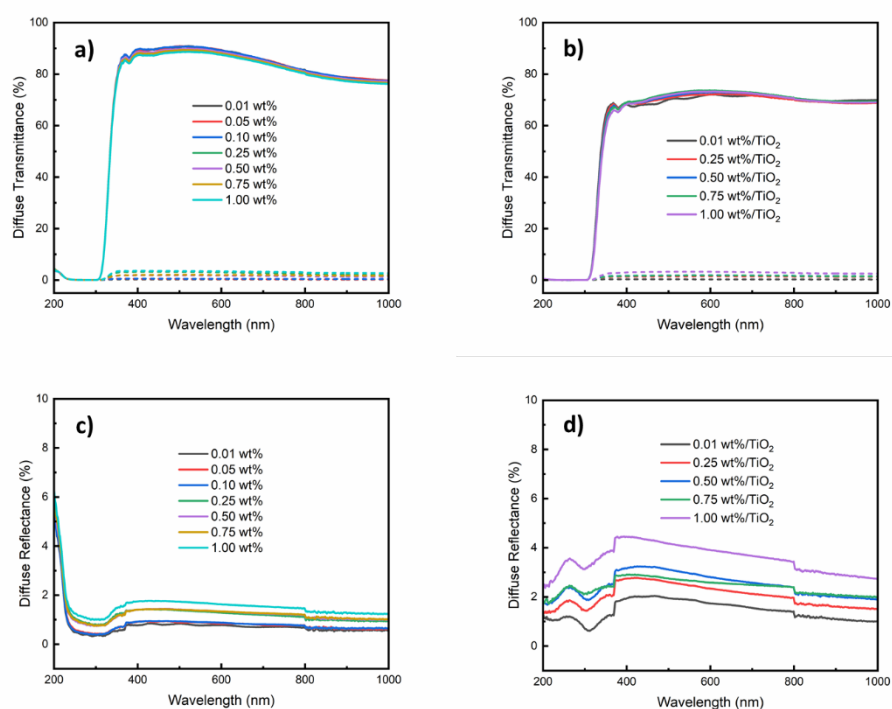 a)
100
80
60
40
20
0
Diffuse Transmittance (%)
0.01 wt%
0.05 wt%
0.10 wt%
0.25 wt%
0.50 wt%
0.75 wt%
1.00 wt%
200 400 600 800 1000
Wavelength (nm)
b)
100
80
60
40
20
0
Diffuse Transmittance (%)
0.01 wt%/TiO₂
0.25 wt%/TiO₂
0.50 wt%/TiO₂
0.75 wt%/TiO₂
1.00 wt%/TiO₂
200 400 600 800 1000
Wavelength (nm)
c)
10
8
6
4
2
0
Diffuse Reflectance (%)
0.01 wt%
0.05 wt%
0.10 wt%
0.25 wt%
0.50 wt%
0.75 wt%
1.00 wt%
200 400 600 800 1000
Wavelength (nm)
d)
10
8
6
4
2
0
Diffuse Reflectance (%)
0.01 wt%/TiO₂
0.25 wt%/TiO₂
0.50 wt%/TiO₂
0.75 wt%/TiO₂
1.00 wt%/TiO₂
200 400 600 800 1000
Wavelength (nm)